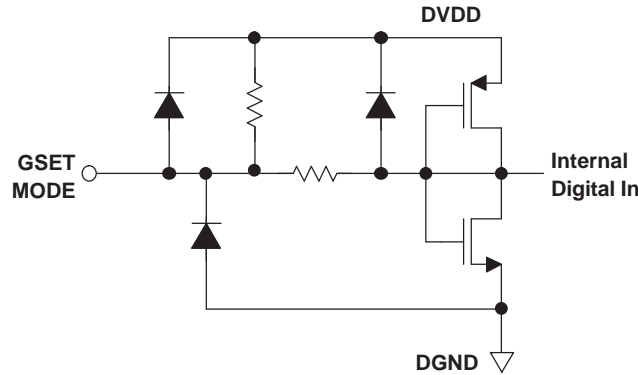 DVDD
GSET
MODE
Internal
Digital In
DGND